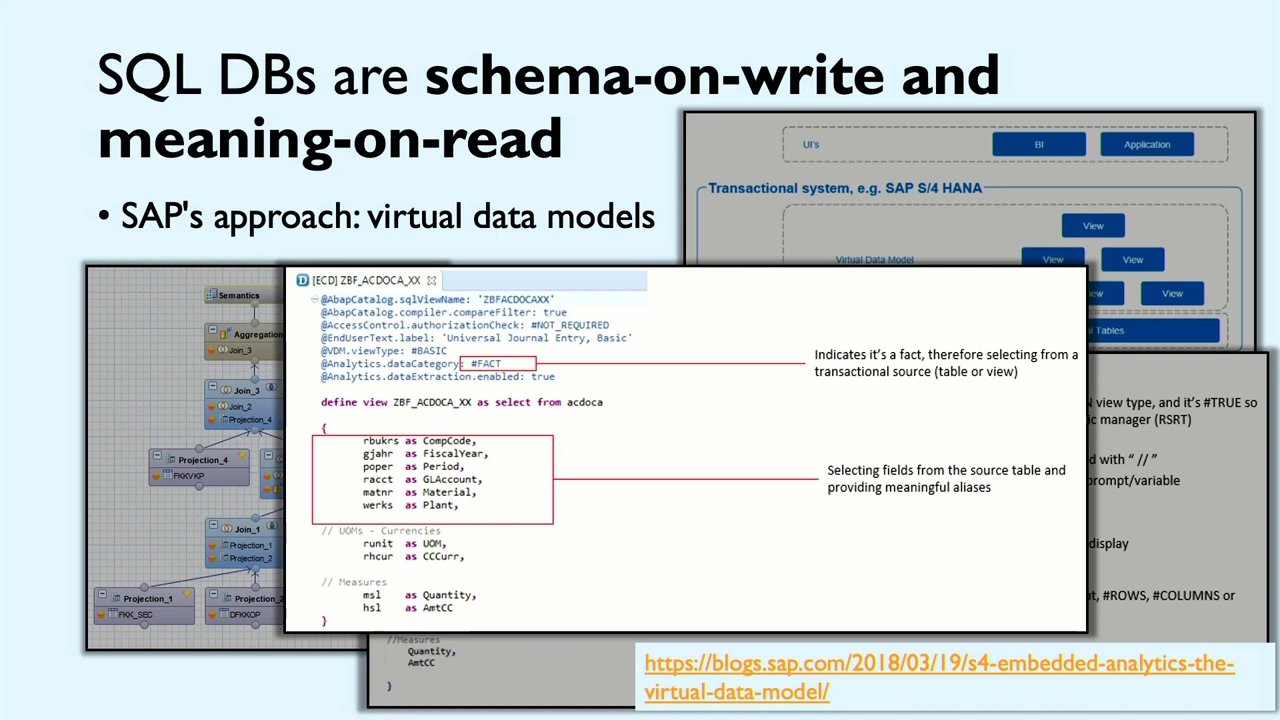 SQL DBs are schema-on-write and
meaning-on-read
• SAP's approach: virtual data models
UI's
BI
Application
Transactional system, e.g. SAP S/4 HANA
View
Virtual Data Model
View
View
View
Tables
Semantics
Aggregation
Join_3
Join_3
Join_2
Projection_4
Projection_4
FKKVKP
Join_1
Projection_1
Projection_2
Projection_1
FKK_SEC
Projection_2
DFKKOP
[ECD] ZBF_ACDOCA_XX
@AbapCatalog.sqlViewName: 'ZBFACDOCAXX'
@AbapCatalog.compiler.compareFilter: true
@AccessControl.authorizationCheck: #NOT_REQUIRED
@EndUserText.label: 'Universal Journal Entry, Basic'
@VDM.viewType: #BASIC
@Analytics.dataCategory: #FACT
@Analytics.dataExtraction.enabled: true
define view ZBF_ACDOCA_XX as select from acdoca
{
rbukrs as CompCode,
gjahr as FiscalYear,
poper as Period,
racct as GLAccount,
matnr as Material,
werks as Plant,
// UOMs - Currencies
runit as UOM,
rhcur as CCCurr,
// Measures
msl as Quantity,
hsl as AmtCC
}
Indicates it's a fact, therefore selecting from a
transactional source (table or view)
Selecting fields from the source table and
providing meaningful aliases
N view type, and it's #TRUE so
ic manager (RSRT)
ed with " // "
prompt/variable
display
ut, #ROWS, #COLUMNS or
//Measures
Quantity,
AmtCC
}
https://blogs.sap.com/2018/03/19/s4-embedded-analytics-the-
virtual-data-model/